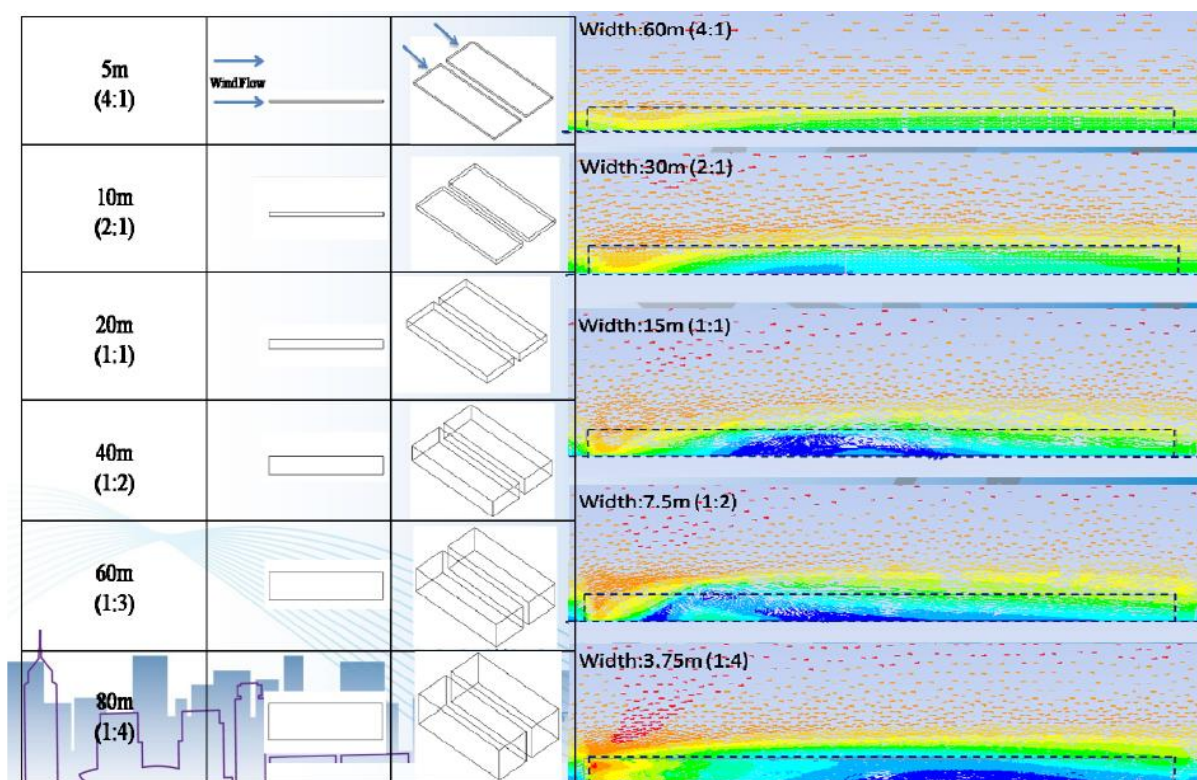 5m
(4:1)
Wind Flow
10m
(2:1)
20m
(1:1)
40m
(1:2)
60m
(1:3)
80m
(1:4)
Width:60m (4:1)
Width:30m (2:1)
Width:15m (1:1)
Width:7.5m (1:2)
Width:3.75m (1:4)